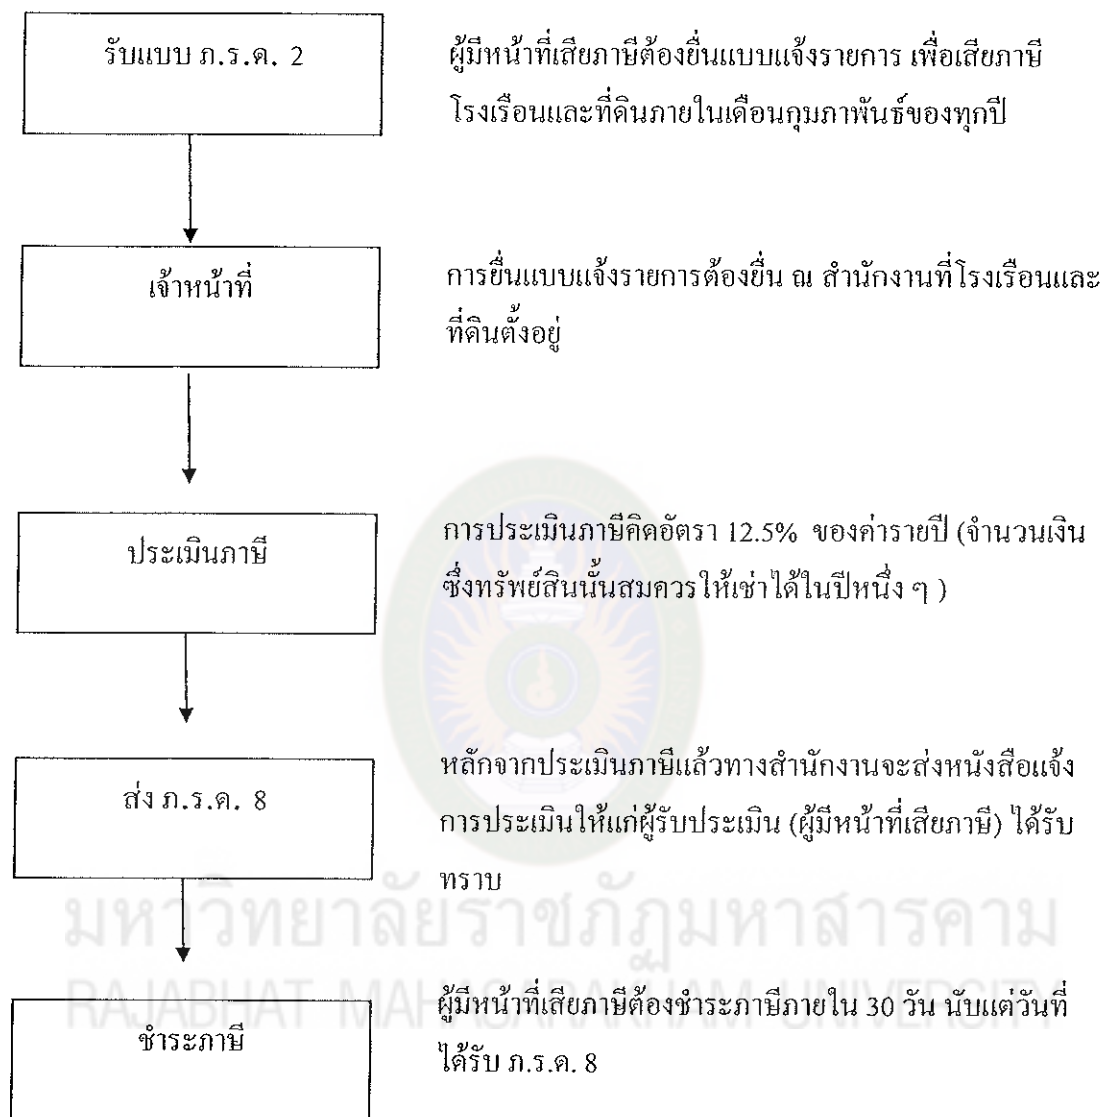 รับแบบ ภ.ร.ด. 2
ผู้มีหน้าที่เสียภาษีต้องยื่นแบบแจ้งรายการ เพื่อเสียภาษี
โรงเรือนและที่ดินภายในเดือนกุมภาพันธ์ของทุกปี
เจ้าหน้าที่
การยื่นแบบแจ้งรายการต้องยื่น ณ สำนักงานที่โรงเรือนและ
ที่ดินตั้งอยู่
ประเมินภาษี
การประเมินภาษีคิดอัตรา 12.5% ของค่ารายปี (จำนวนเงิน
ซึ่งทรัพย์สินนั้นสมควรให้เช่าได้ในปีหนึ่ง ๆ )
ส่ง ภ.ร.ด. 8
หลักจากประเมินภาษีแล้วทางสำนักงานจะส่งหนังสือแจ้ง
การประเมินให้แก่ผู้รับประเมิน (ผู้มีหน้าที่เสียภาษี) ได้รับ
ทราบ
มหาวิทยาลัยราชภัฏมหาสารคาม
RAJABHAT MAHASARAKHAM UNIVERSITY
ชำระภาษี
ผู้มีหน้าที่เสียภาษีต้องชำระภาษีภายใน 30 วัน นับแต่วันที่
ได้รับ ภ.ร.ด. 8